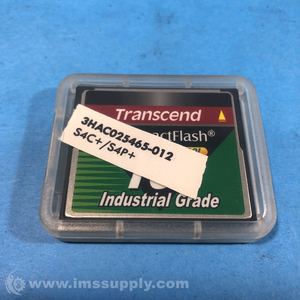 Transcend
actFlash®
3HAC025465-012
S4C+/S4P+
Industrial Grade
© www.imssupply.com